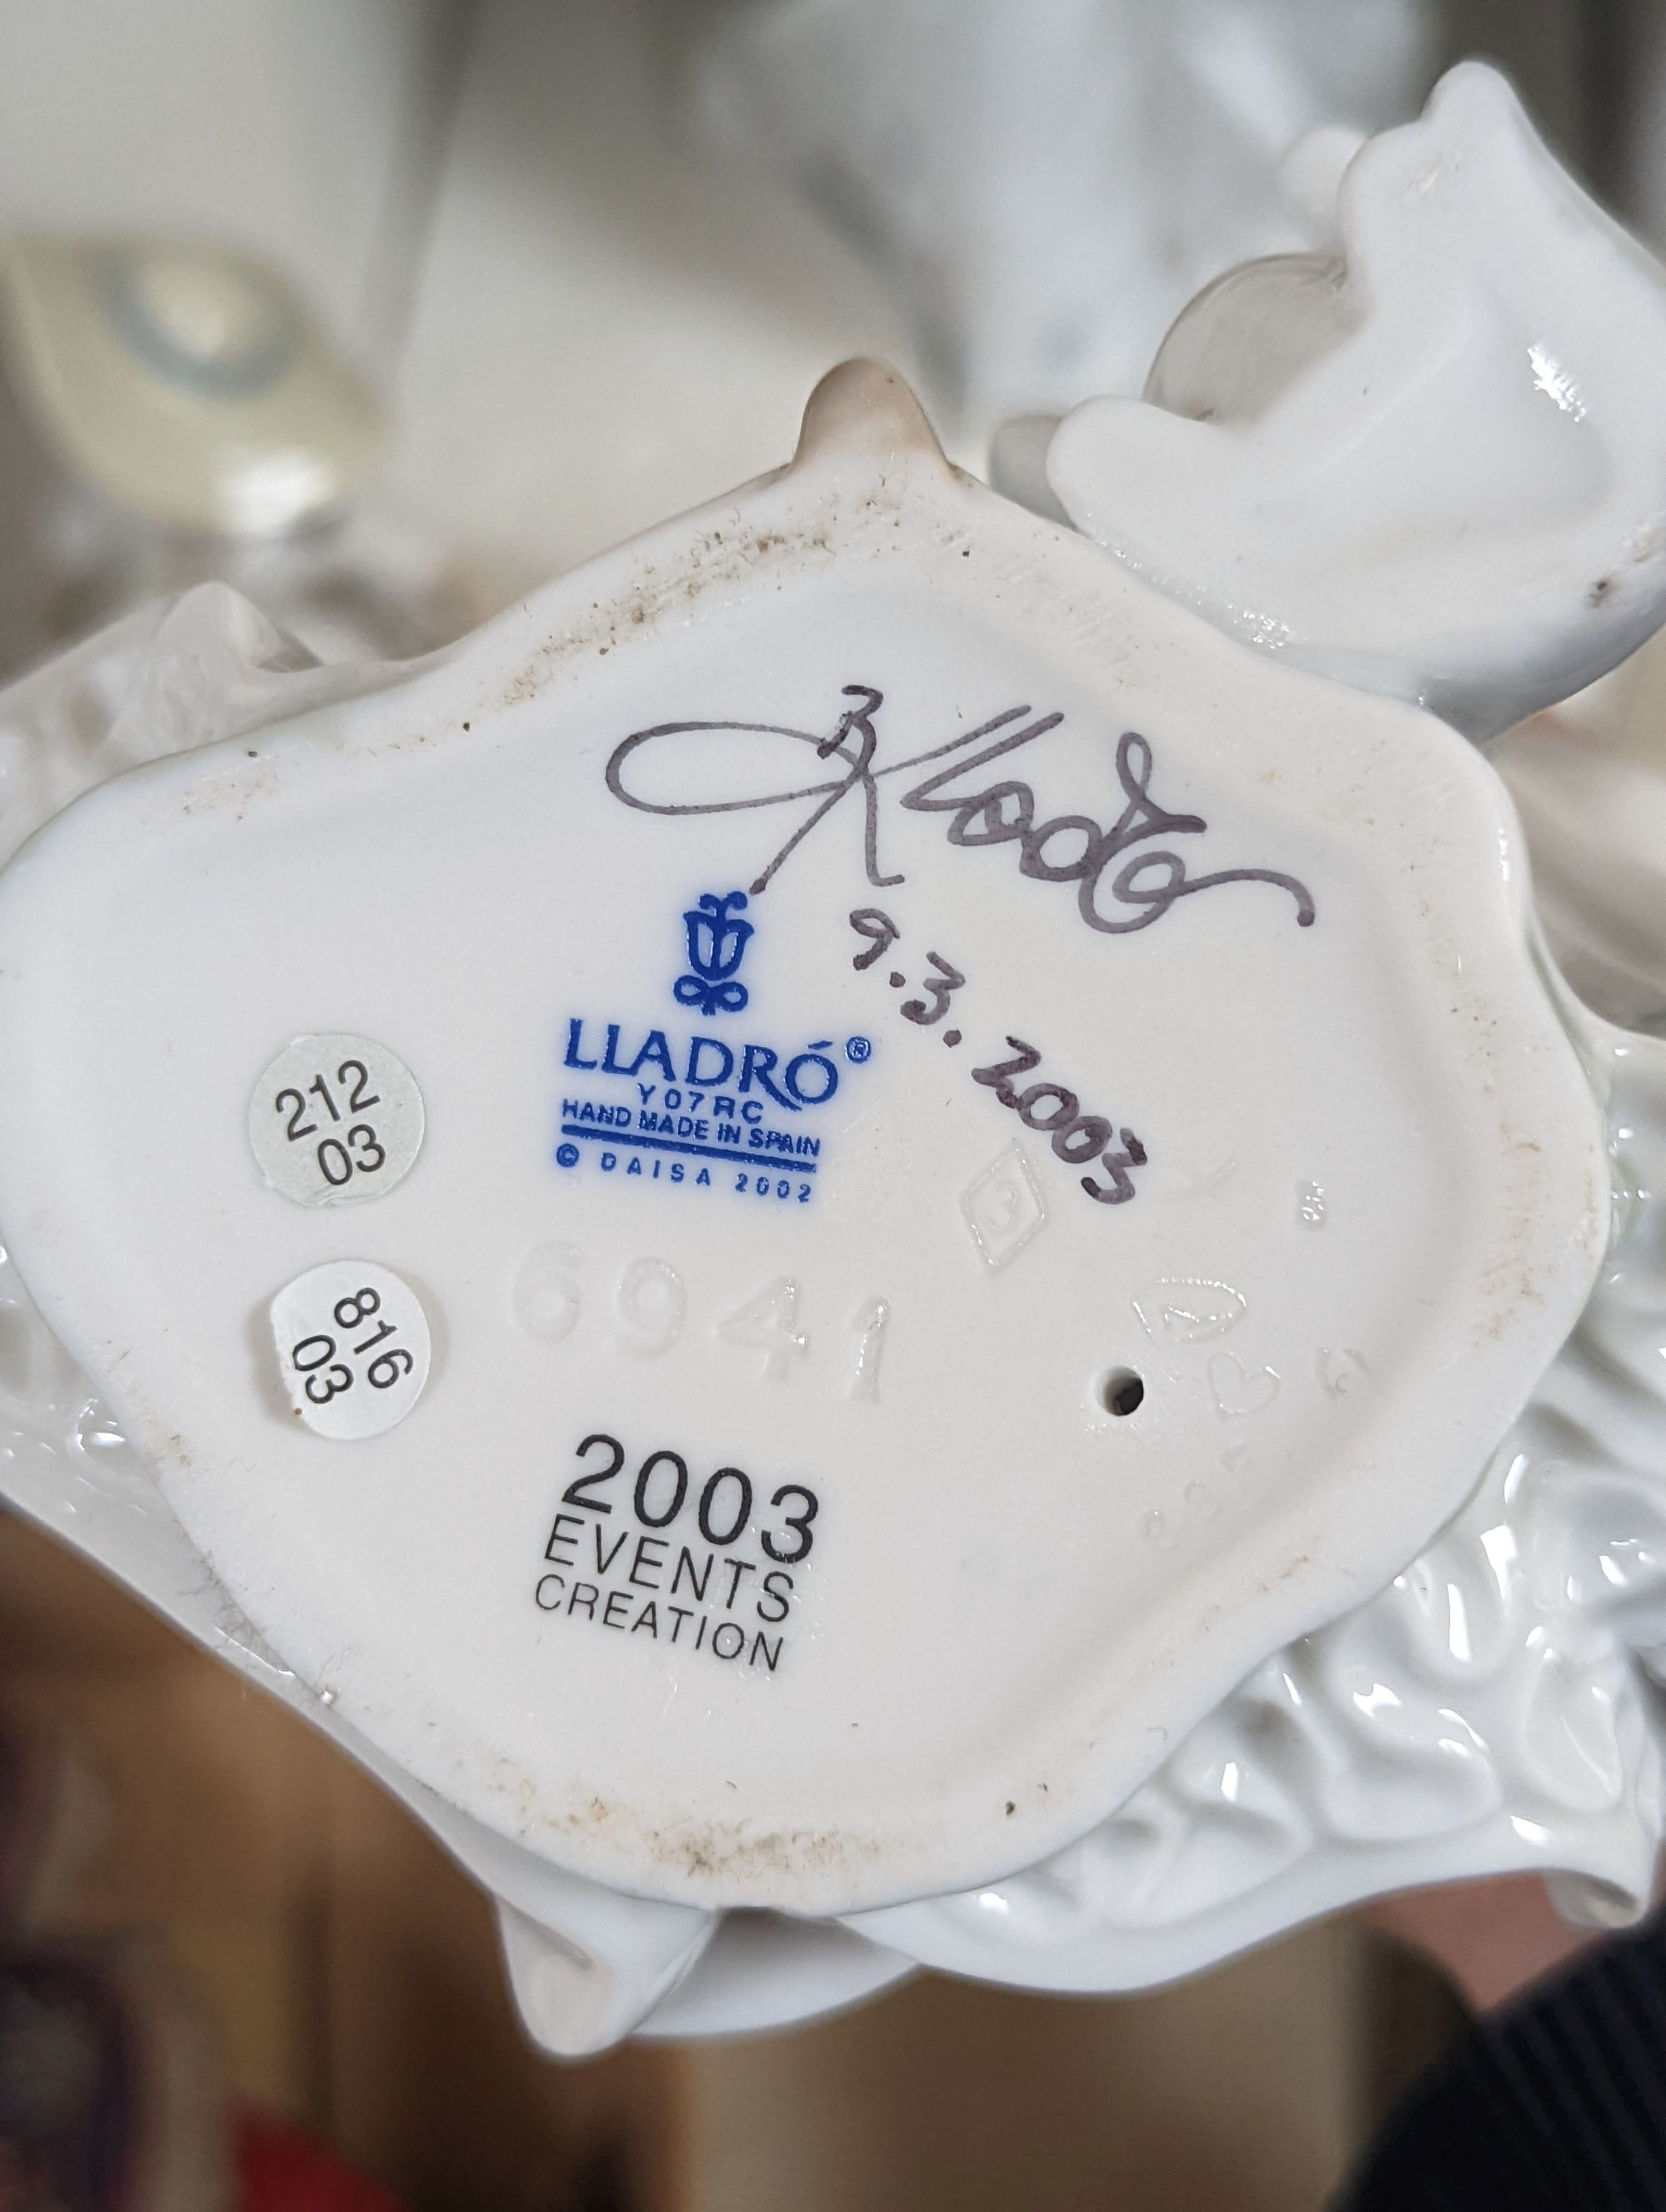 9.3.2003
LLADRÓ®
Y07RC
HAND MADE IN SPAIN
© DAISA 2002
212
03
816
03
6941
2003
EVENTS
CREATION